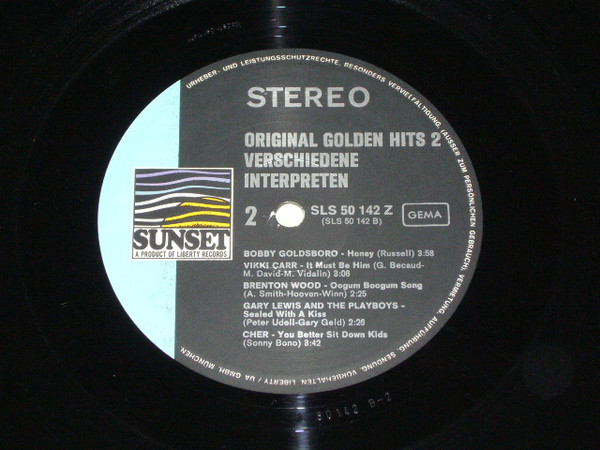 URHEBER- UND LEISTUNGSSCHUTZRECHTE, BESONDERS VERVIELFÄLTIGUNG, (AUSSER ZUM PERSÖNLICHEN GEBRAUCH), VERMIETUNG, AUFFÜHRUNG, SENDUNG, VORBEHALTEN. LIBERTY / UA GMBH, MÜNCHEN.
STEREO
ORIGINAL GOLDEN HITS 2
VERSCHIEDENE
INTERPRETEN
2
SLS 50 142 Z
(SLS 50 142 B)
GEMA
SUNSET
A PRODUCT OF LIBERTY RECORDS
BOBBY GOLDSBORO - Honey (Russell) 3:58
VIKKI CARR - It Must Be Him (G. Becaud-
M. David-M. Vidalin) 3:06
BRENTON WOOD - Oogum Boogum Song
(A. Smith-Hooven-Winn) 2:25
GARY LEWIS AND THE PLAYBOYS -
Sealed With A Kiss
(Peter Udell-Gary Geld) 2:26
CHER - You Better Sit Down Kids
(Sonny Bono) 3:42
50142 B-2